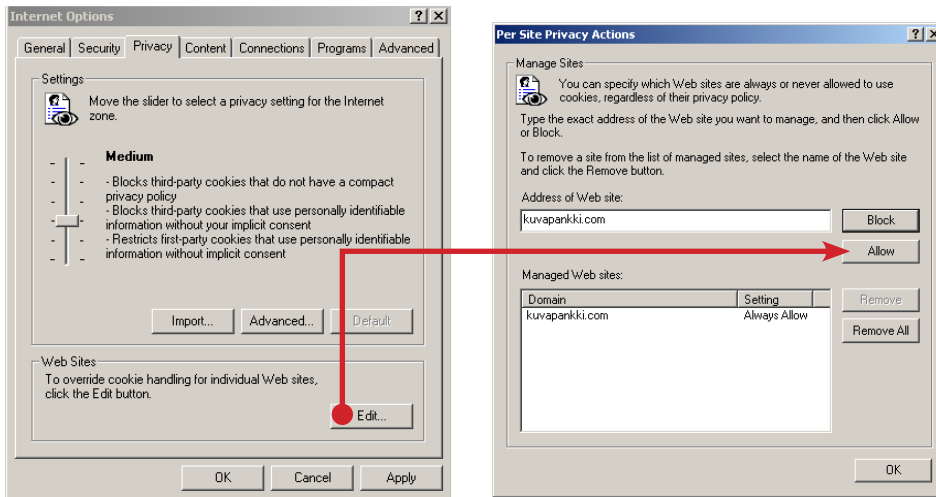 Internet Options
General Security Privacy Content Connections Programs Advanced
Settings
Move the slider to select a privacy setting for the Internet
zone.
Medium
- Blocks third-party cookies that do not have a compact
privacy policy
- Blocks third-party cookies that use personally identifiable
information without your implicit consent
- Restricts first-party cookies that use personally identifiable
information without implicit consent
Import... Advanced... Default
Web Sites
To override cookie handling for individual Web sites,
click the Edit button.
Edit...
OK Cancel Apply
Per Site Privacy Actions
Manage Sites
You can specify which Web sites are always or never allowed to use
cookies, regardless of their privacy policy.
Type the exact address of the Web site you want to manage, and then click Allow
or Block.
To remove a site from the list of managed sites, select the name of the Web site
and click the Remove button.
Address of Web site:
kuvapankki.com Block
Allow
Managed Web sites:
Domain Setting Remove
kuvapankki.com Always Allow
Remove All
OK